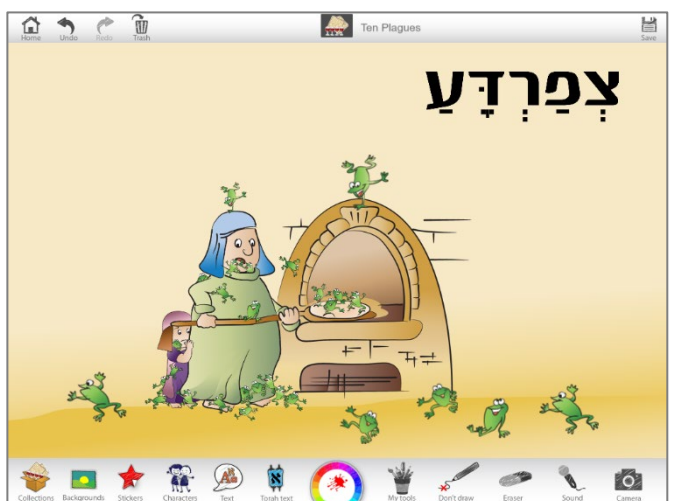 Home Undo Redo Trash Ten Plagues Save
צְפַרְדֵּעַ
Collections Backgrounds Stickers Characters Text Torah text My tools Don't draw Eraser Sound Camera